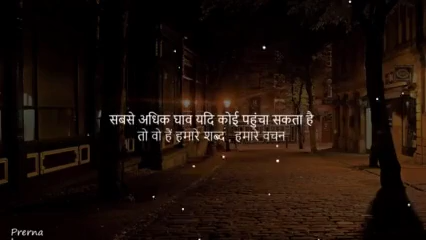 सबसे अधिक घाव यदि कोई पहुंचा सकता है
तो वो हैं हमारे शब्द , हमारे वचन
Prerna